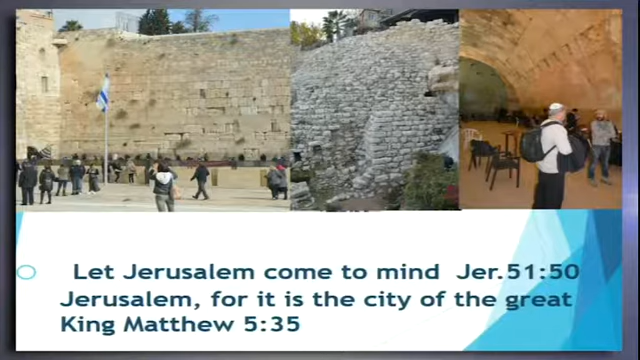 Let Jerusalem come to mind Jer.51:50
Jerusalem, for it is the city of the great
King Matthew 5:35